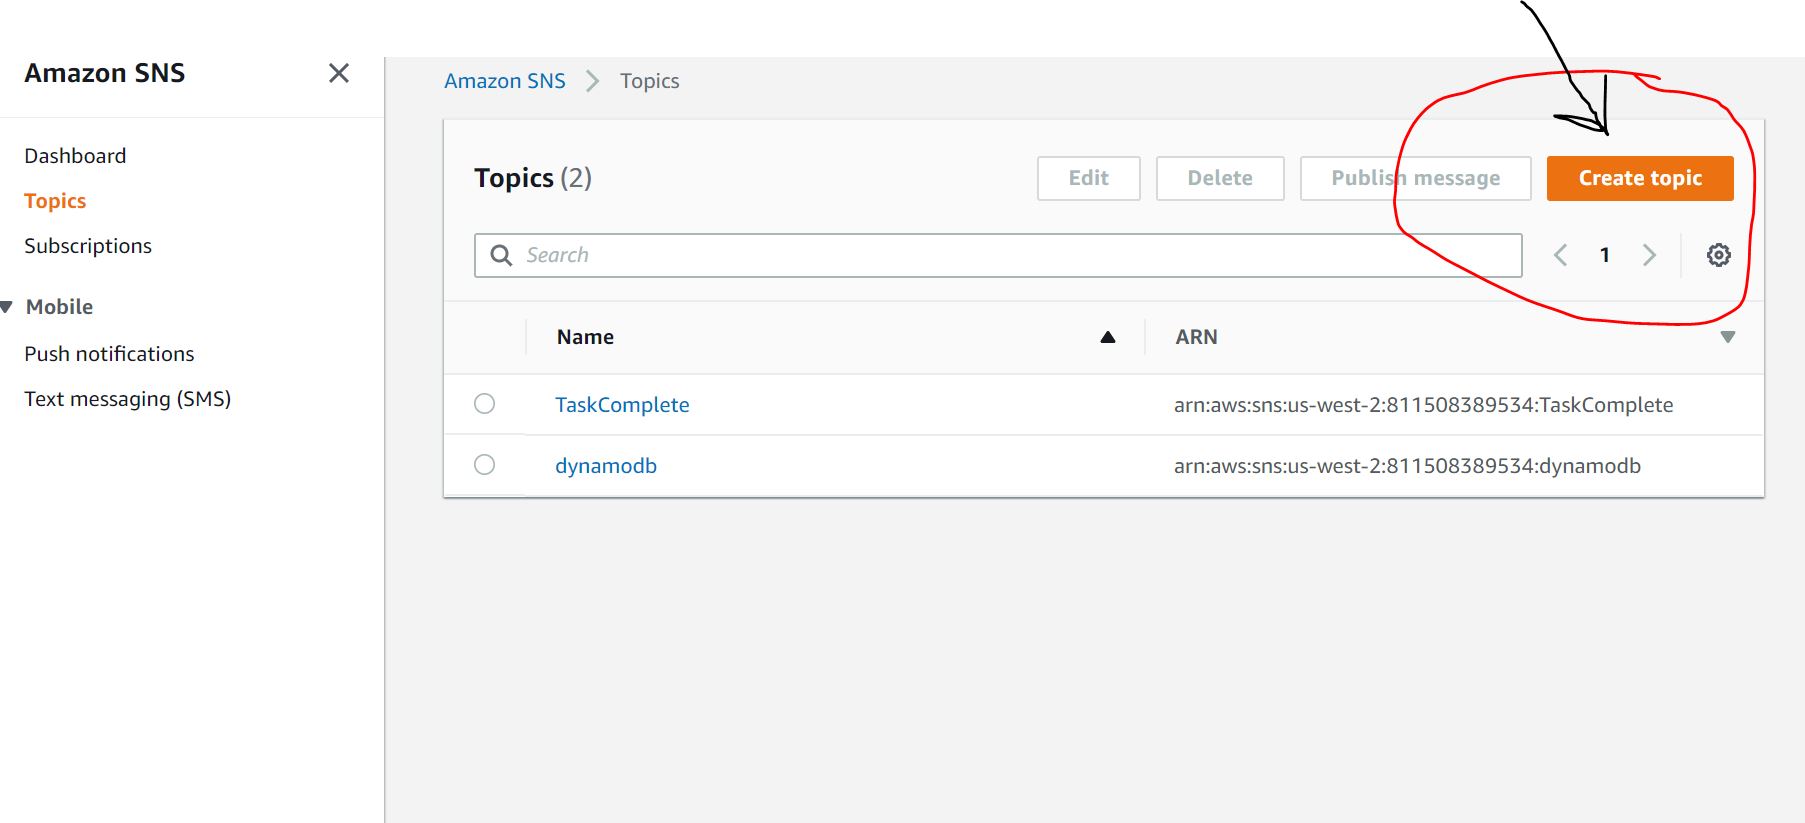 Amazon SNS
Dashboard
Topics
Subscriptions
Mobile
Push notifications
Text messaging (SMS)
Amazon SNS Topics
Topics (2)
Edit Delete Publish message Create topic
Search 1
Name ARN
TaskComplete arn:aws:sns:us-west-2:811508389534:TaskComplete
dynamodb arn:aws:sns:us-west-2:811508389534:dynamodb